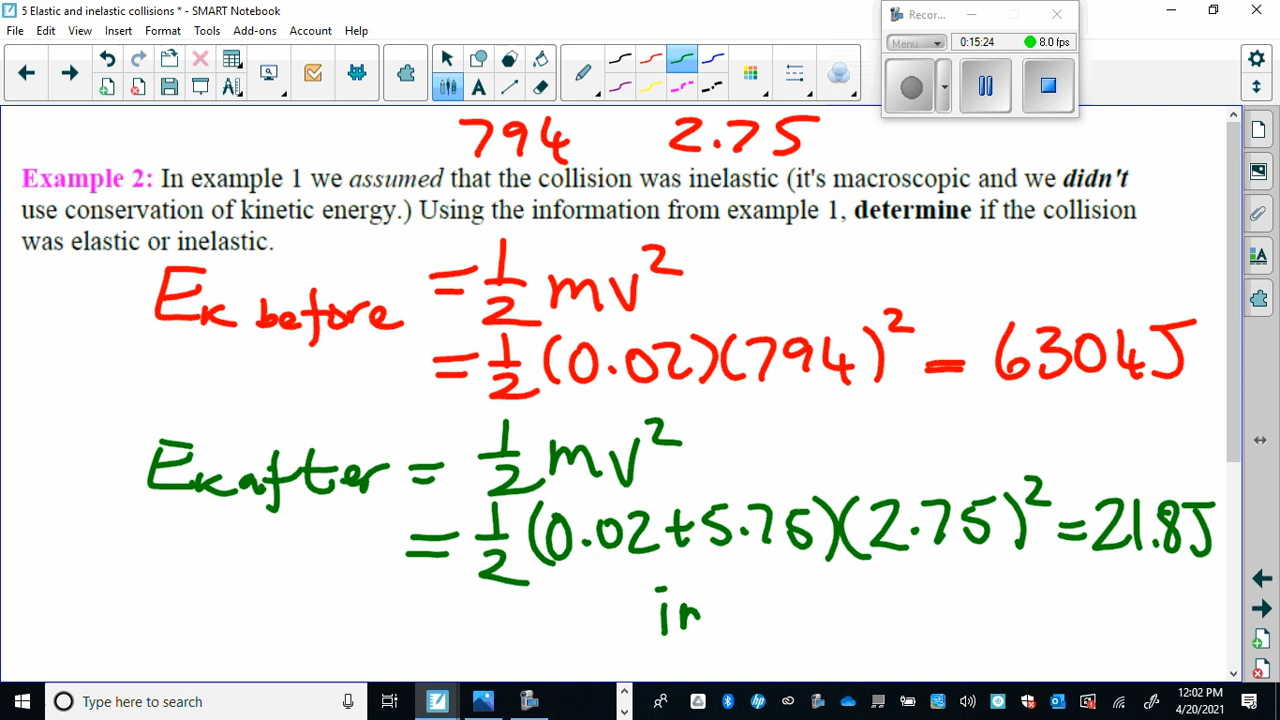 5 Elastic and inelastic collisions * - SMART Notebook
Recor...
File Edit View Insert Format Tools Add-ons Account Help
Menu 0:15:24 8.0 fps
794 2.75
Example 2: In example 1 we assumed that the collision was inelastic (it's macroscopic and we didn't
use conservation of kinetic energy.) Using the information from example 1, determine if the collision
was elastic or inelastic.
Ek before = 1/2 mv²
= 1/2 (0.02)(794)² = 6304J
Ek after = 1/2 mv²
= 1/2 (0.02+5.75)(2.75)² = 21.8J
in
Type here to search
12:02 PM
4/20/2021